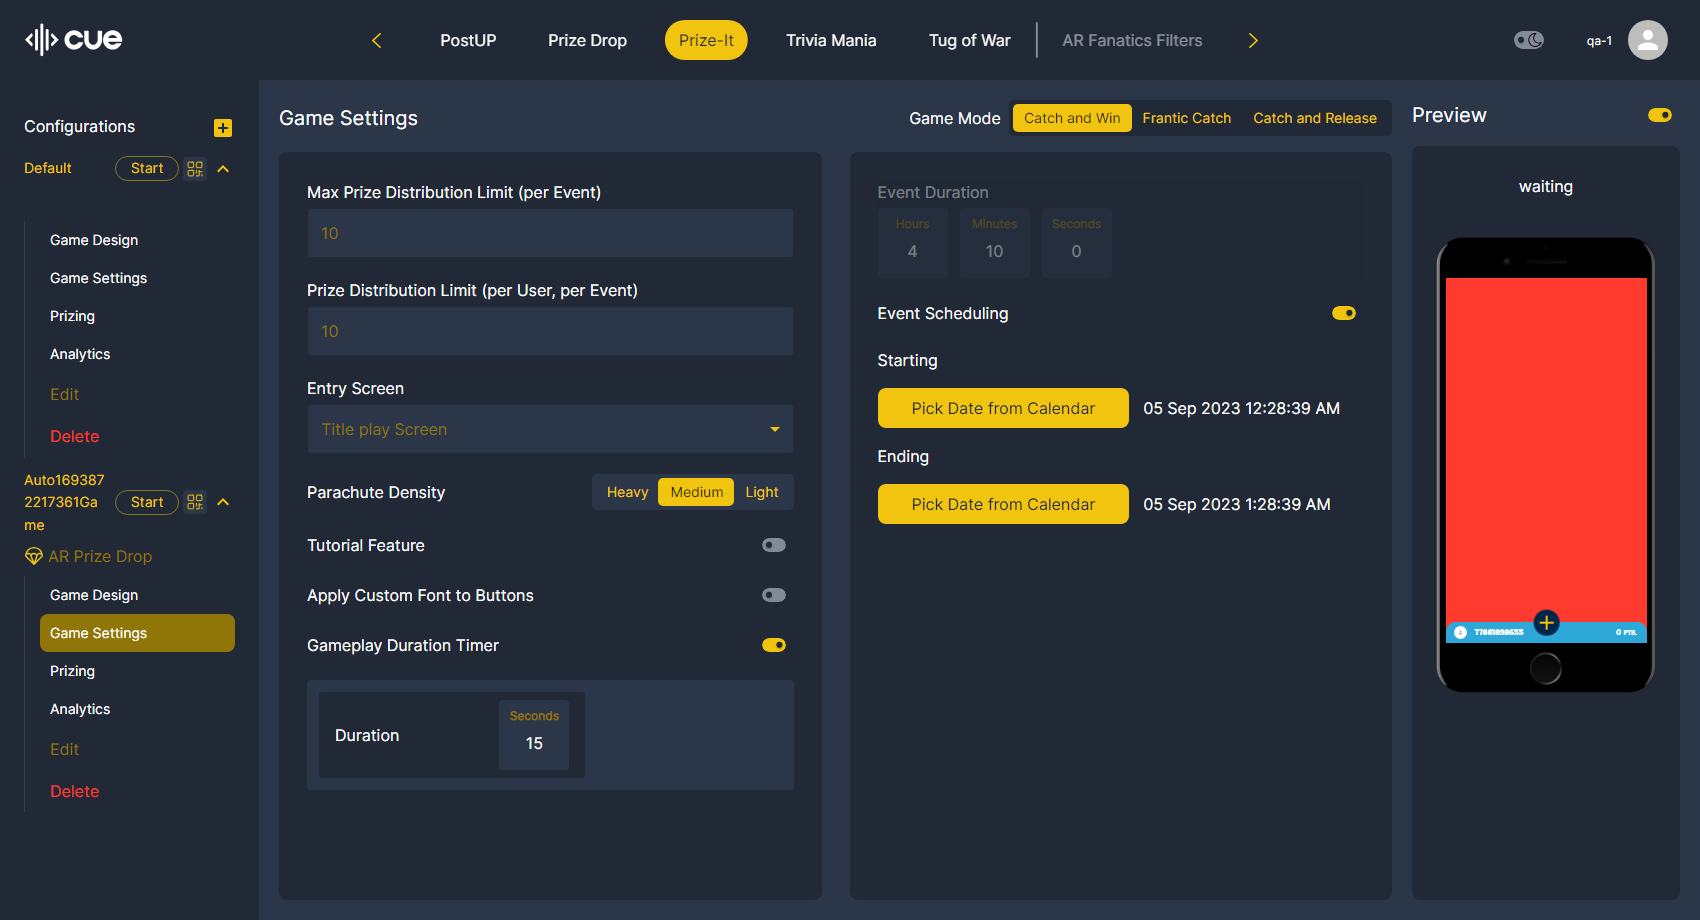 cue
PostUP
Prize Drop
Prize-It
Trivia Mania
Tug of War
AR Fanatics Filters
qa-1
Configurations
Default
Start
Game Design
Game Settings
Prizing
Analytics
Edit
Delete
Auto169387
2217361Ga
me
Start
AR Prize Drop
Game Design
Game Settings
Prizing
Analytics
Edit
Delete
Game Settings
Game Mode
Catch and Win
Frantic Catch
Catch and Release
Max Prize Distribution Limit (per Event)
10
Prize Distribution Limit (per User, per Event)
10
Entry Screen
Title play Screen
Parachute Density
Heavy
Medium
Light
Tutorial Feature
Apply Custom Font to Buttons
Gameplay Duration Timer
Duration
Seconds
15
Event Duration
Hours
4
Minutes
10
Seconds
0
Event Scheduling
Starting
Pick Date from Calendar
05 Sep 2023 12:28:39 AM
Ending
Pick Date from Calendar
05 Sep 2023 1:28:39 AM
Preview
waiting
0 PTS.